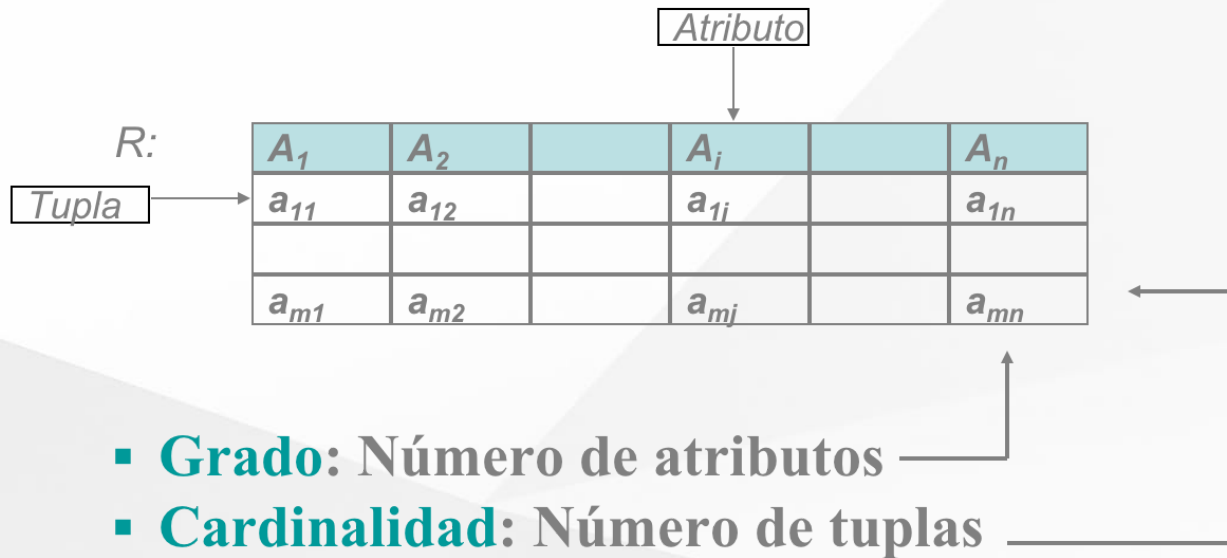 Atributo
R:
A₁ A₂ Aᵢ Aₙ
Tupla
a₁₁ a₁₂ a₁ⱼ a₁ₙ
aₘ₁ aₘ₂ aₘⱼ aₘₙ
▪ Grado: Número de atributos
▪ Cardinalidad: Número de tuplas